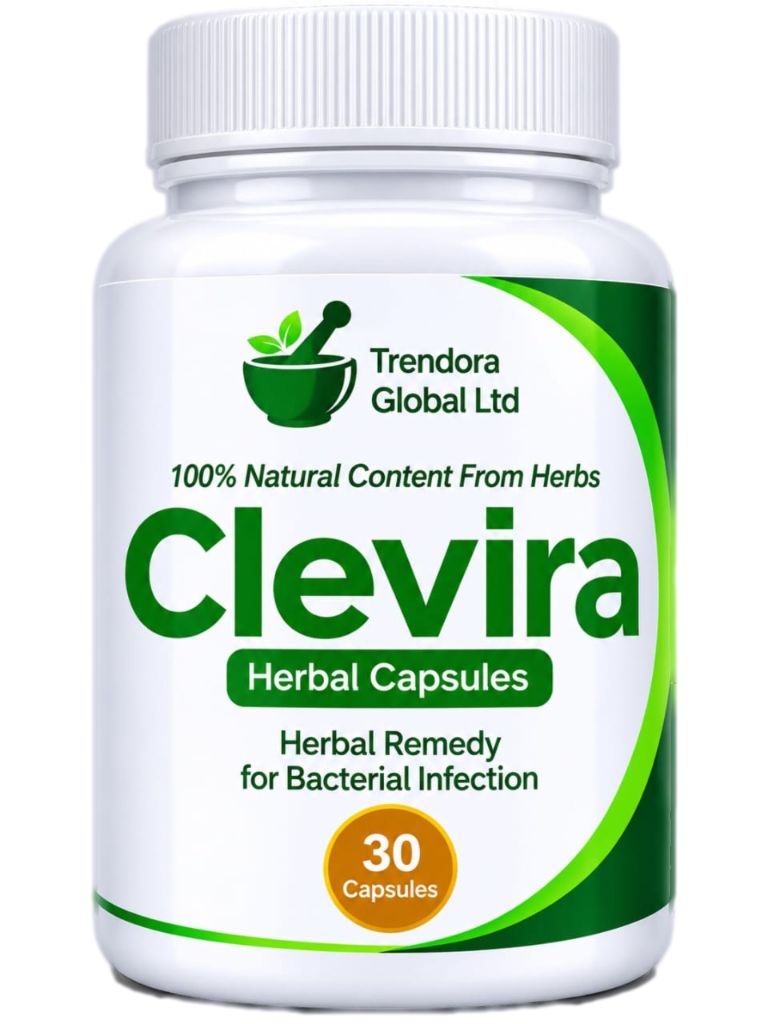 Trendora
Global Ltd
100% Natural Content From Herbs
Clevira
Herbal Capsules
Herbal Remedy
for Bacterial Infection
30
Capsules